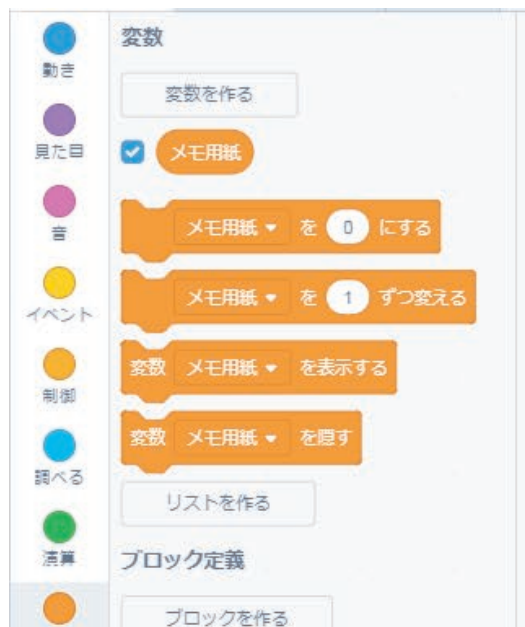 動き
見た目
音
イベント
制御
調べる
演算
変数
変数を作る
メモ用紙
メモ用紙 を 0 にする
メモ用紙 を 1 ずつ変える
変数 メモ用紙 を表示する
変数 メモ用紙 を隠す
リストを作る
ブロック定義
ブロックを作る